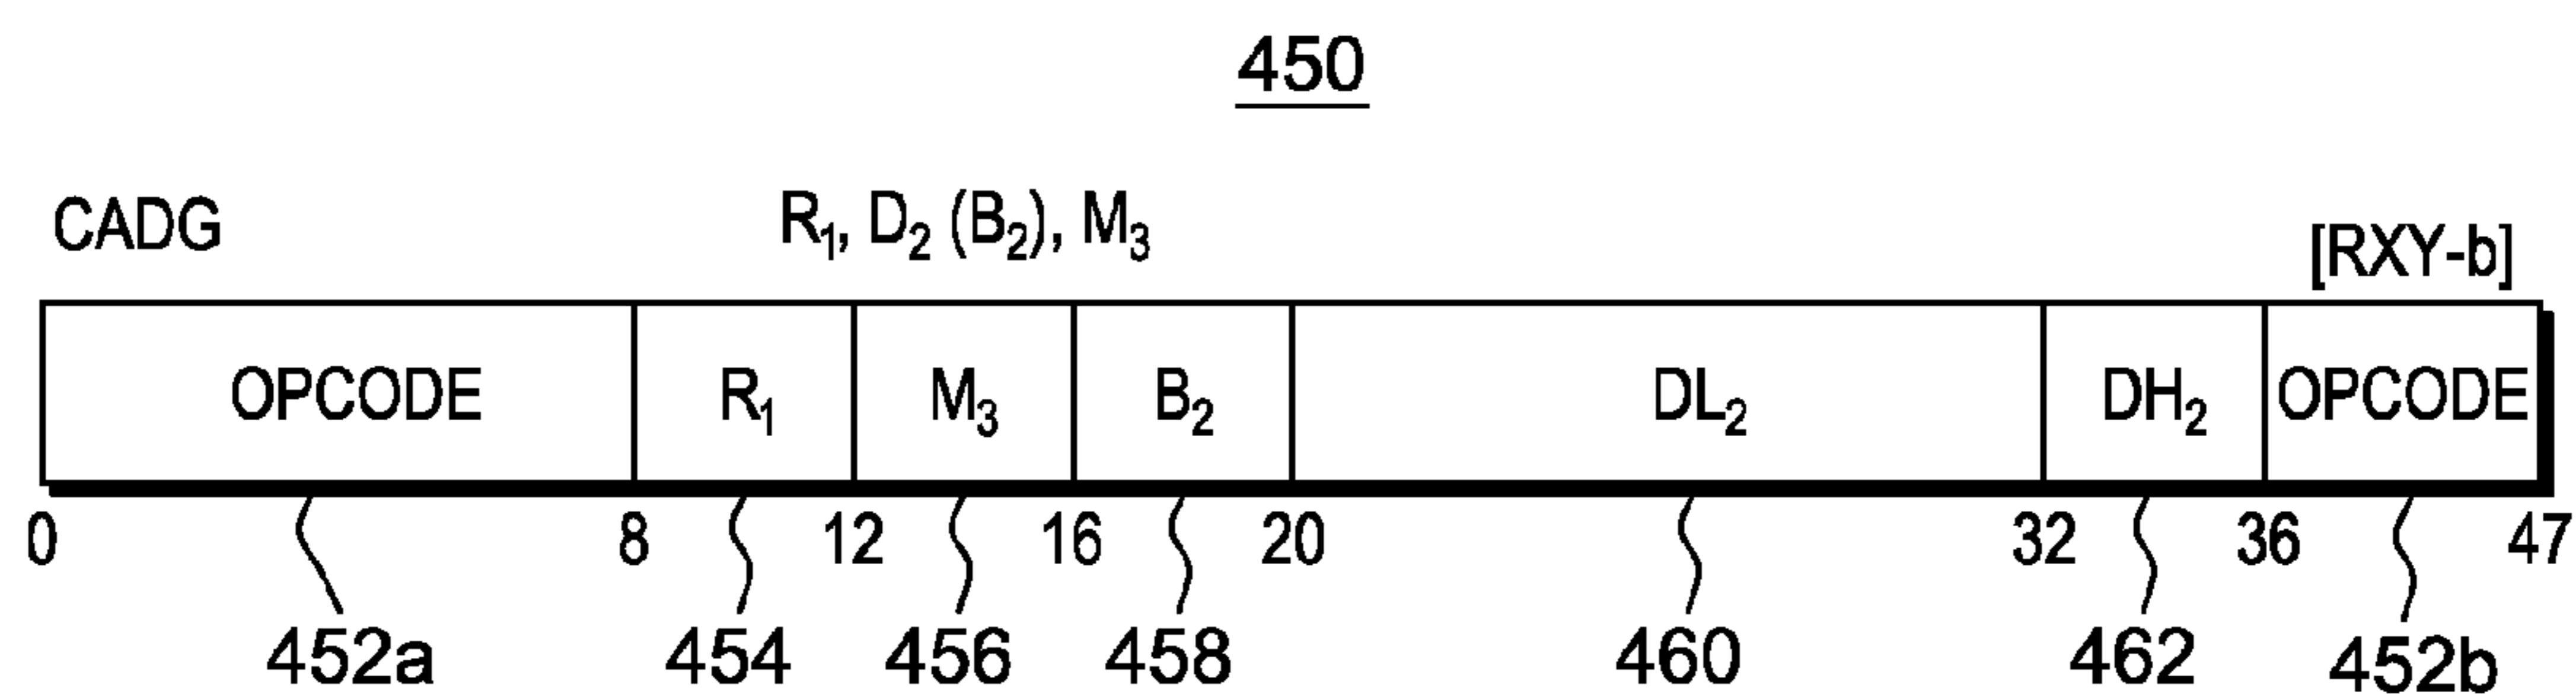 450
CADG R₁, D₂ (B₂), M₃ [RXY-b]
OPCODE R₁ M₃ B₂ DL₂ DH₂ OPCODE
0 8 12 16 20 32 36 47
452a 454 456 458 460 462 452b